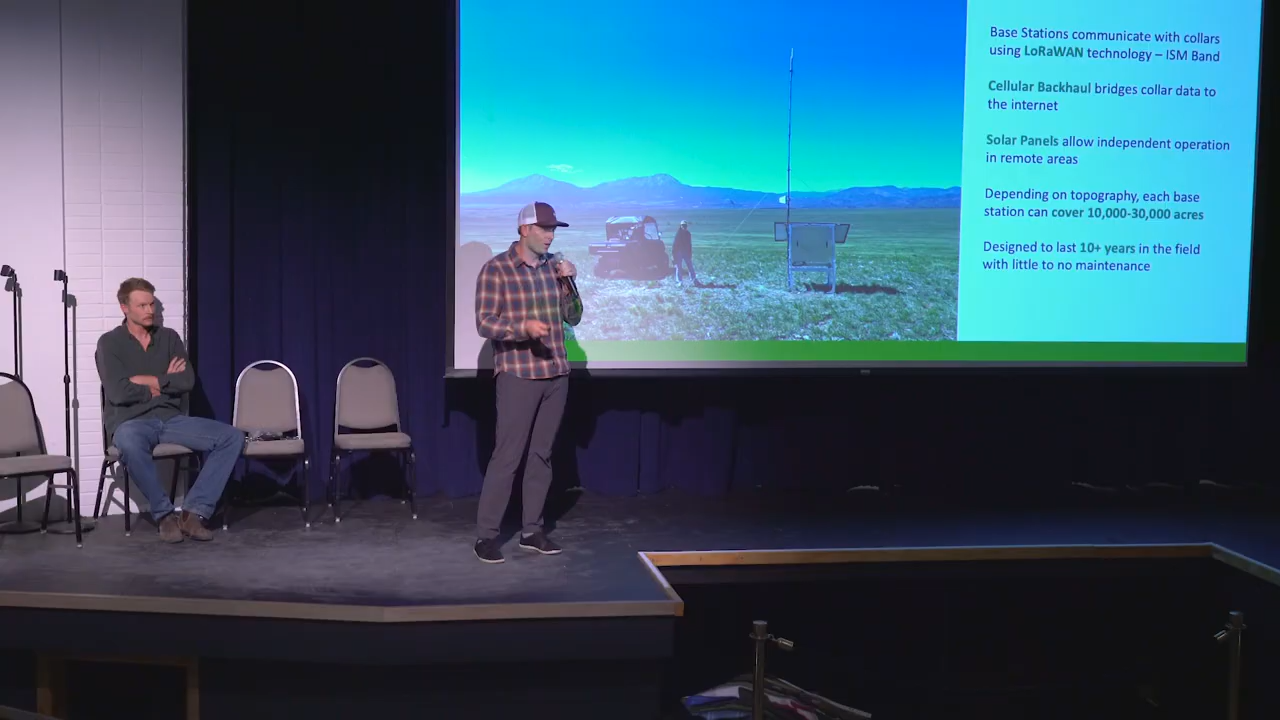 Base Stations communicate with collars
using LoRaWAN technology – ISM Band
Cellular Backhaul bridges collar data to
the internet
Solar Panels allow independent operation
in remote areas
Depending on topography, each base
station can cover 10,000-30,000 acres
Designed to last 10+ years in the field
with little to no maintenance